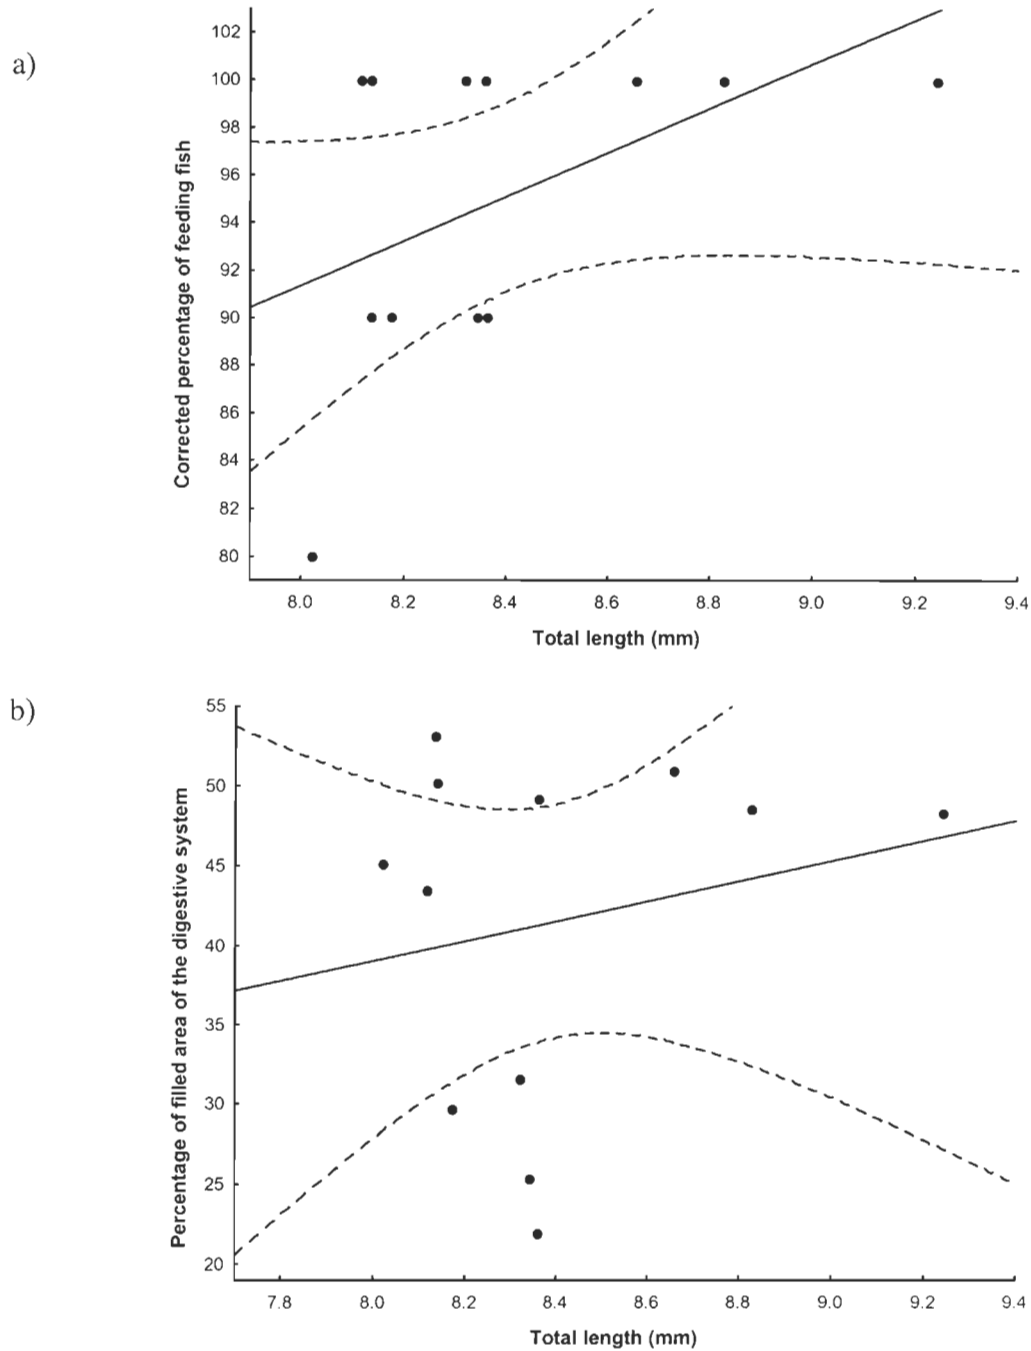 a)
102
100
98
96
94
92
90
88
86
84
82
80
Corrected percentage of feeding fish
8.0 8.2 8.4 8.6 8.8 9.0 9.2 9.4
Total length (mm)
b)
55
50
45
40
35
30
25
20
Percentage of filled area of the digestive system
7.8 8.0 8.2 8.4 8.6 8.8 9.0 9.2 9.4
Total length (mm)